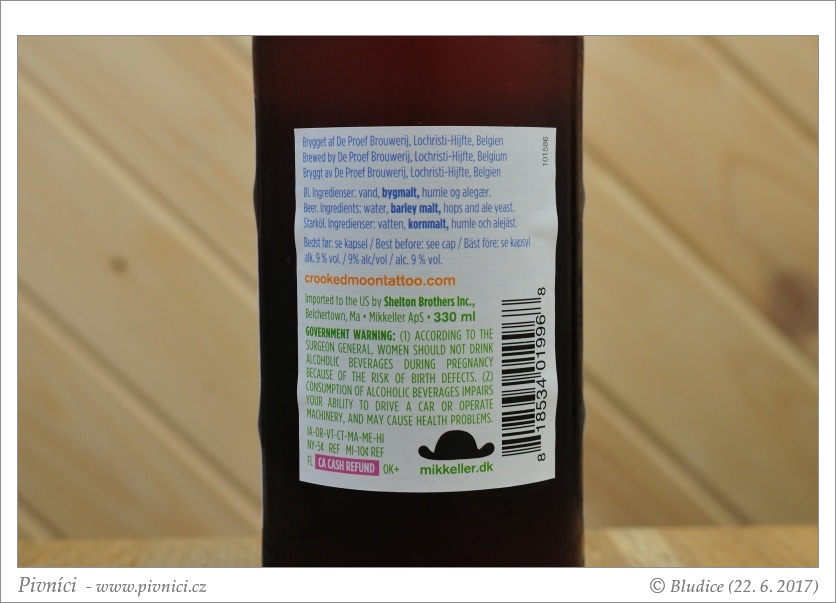 Brygget af De Proef Brouwerij, Lochristi-Hijfte, Belgien
Brewed by De Proef Brouwerij, Lochristi-Hijfte, Belgium
Bryggt av De Proef Brouwerij, Lochristi-Hijfte, Belgien
101586
Øl. Ingredienser: vand, bygmalt, humle og alegær.
Beer. Ingredients: water, barley malt, hops and ale yeast.
Starköl. Ingredienser: vatten, kornmalt, humle och alejäst.
Bedst før: se kapsel / Best before: see cap / Bäst före: se kapsyl
alk. 9 % vol. / 9% alc/vol / alc. 9 % vol.
crookedmoontattoo.com
Imported to the US by Shelton Brothers Inc.,
Belchertown, Ma • Mikkeller ApS • 330 ml
GOVERNMENT WARNING: (1) ACCORDING TO THE
SURGEON GENERAL, WOMEN SHOULD NOT DRINK
ALCOHOLIC BEVERAGES DURING PREGNANCY
BECAUSE OF THE RISK OF BIRTH DEFECTS. (2)
CONSUMPTION OF ALCOHOLIC BEVERAGES IMPAIRS
YOUR ABILITY TO DRIVE A CAR OR OPERATE
MACHINERY, AND MAY CAUSE HEALTH PROBLEMS.
IA-OR-VT-CT-MA-ME-HI
NY-5¢ REF MI-10¢ REF
FL CA CASH REFUND OK+
mikkeller.dk
8 18534 01996 8
Pivníci - www.pivnici.cz
© Bludice (22. 6. 2017)